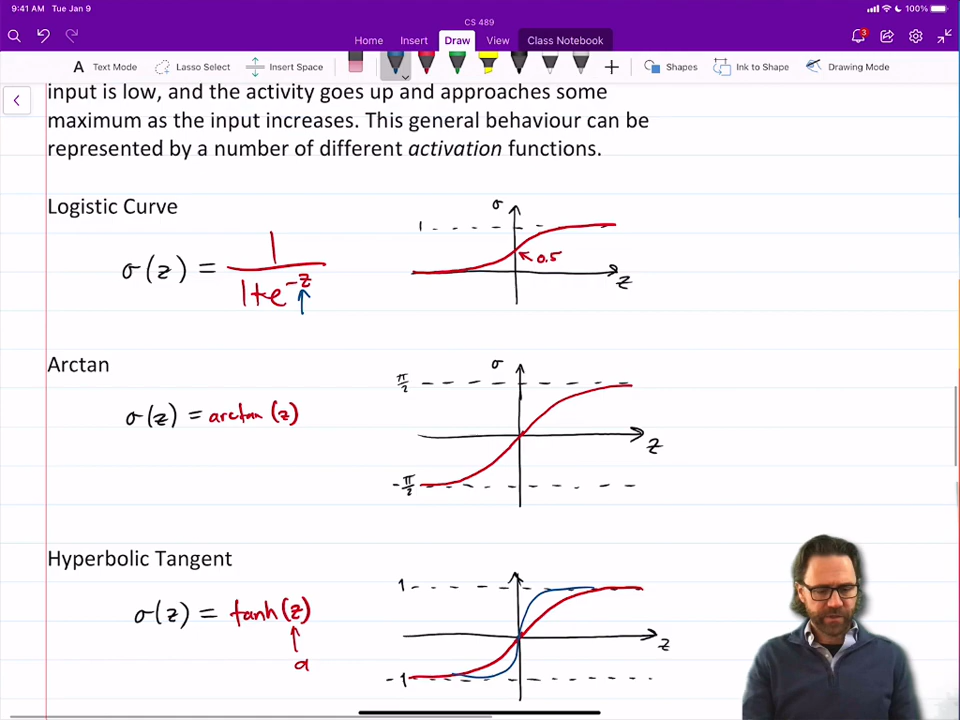 9:41 AM Tue Jan 9
100%
CS 489
Home Insert Draw View Class Notebook
3
A Text Mode Lasso Select Insert Space Shapes Ink to Shape Drawing Mode
input is low, and the activity goes up and approaches some
maximum as the input increases. This general behaviour can be
represented by a number of different activation functions.
Logistic Curve
σ(z) = 1/(1+e^-z)
σ
1
0.5
z
Arctan
σ(z) = arctan(z)
σ
π/2
z
-π/2
Hyperbolic Tangent
σ(z) = tanh(z)
a
1
z
-1